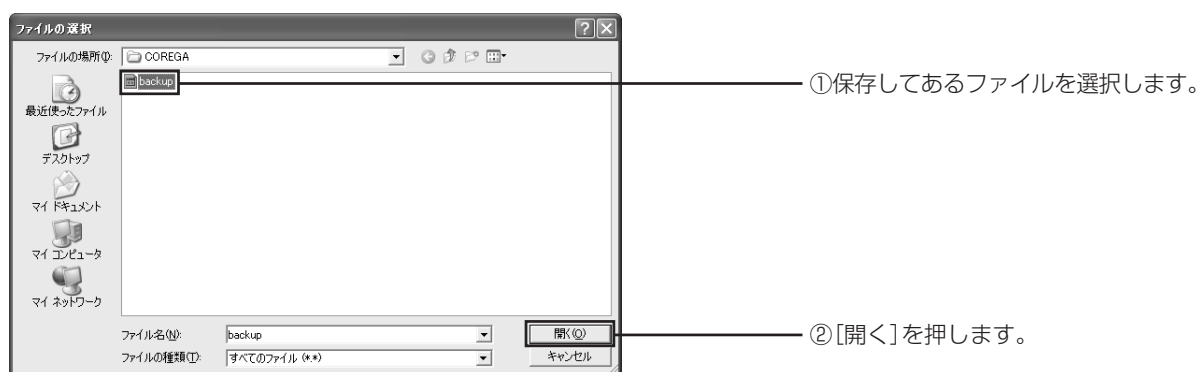 ファイルの選択
ファイルの場所(I):
COREGA
backup
①保存してあるファイルを選択します。
最近使ったファイル
デスクトップ
マイ ドキュメント
マイ コンピュータ
マイ ネットワーク
ファイル名(N):
backup
開く(O)
②[開く]を押します。
ファイルの種類(T):
すべてのファイル (*.*)
キャンセル